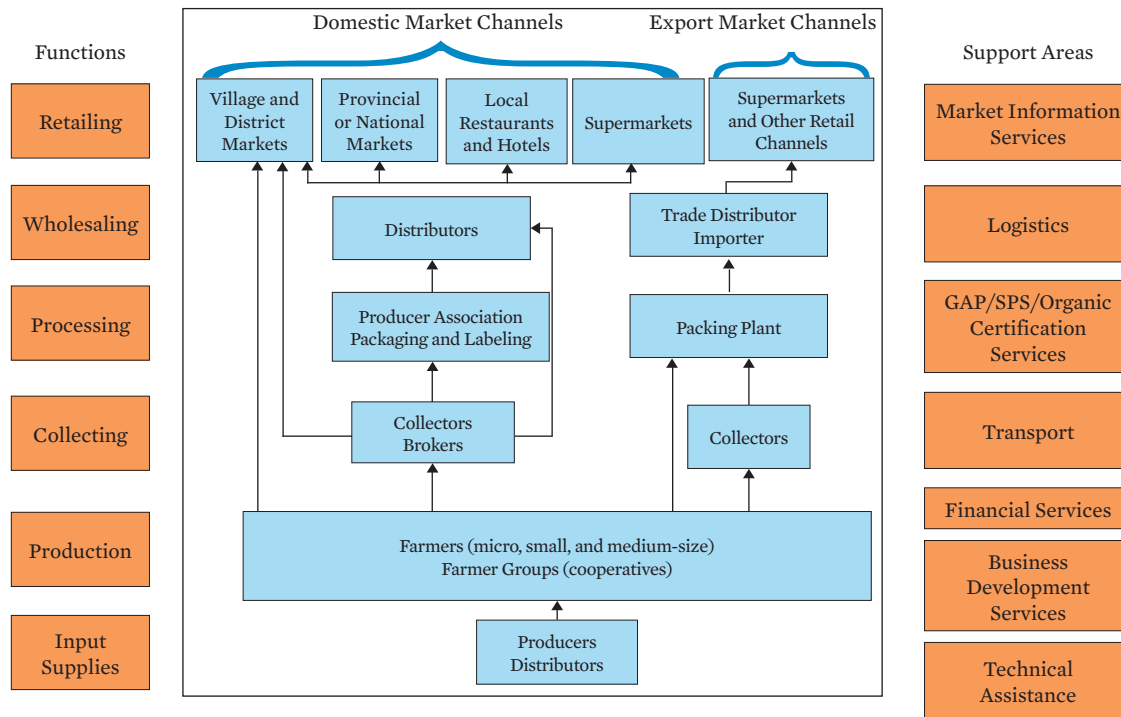 Domestic Market Channels
Export Market Channels
Functions
Support Areas
Retailing
Village and
District
Markets
Provincial
or National
Markets
Local
Restaurants
and Hotels
Supermarkets
Supermarkets
and Other Retail
Channels
Market Information
Services
Wholesaling
Distributors
Trade Distributor
Importer
Logistics
Processing
Producer Association
Packaging and Labeling
Packing Plant
GAP/SPS/Organic
Certification
Services
Collecting
Collectors
Brokers
Collectors
Transport
Financial Services
Production
Farmers (micro, small, and medium-size)
Farmer Groups (cooperatives)
Business
Development
Services
Input
Supplies
Producers
Distributors
Technical
Assistance